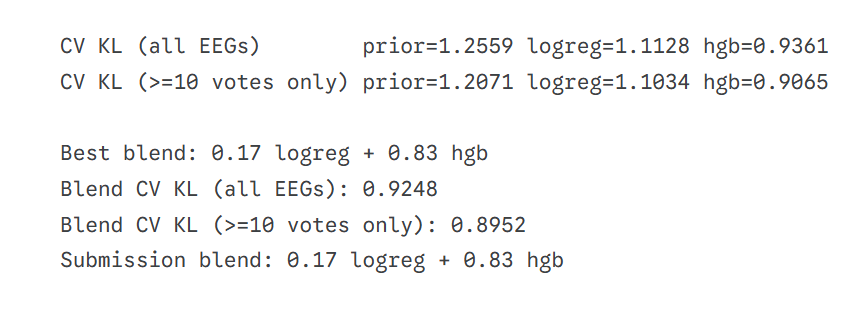 CV KL (all EEGs)        prior=1.2559 logreg=1.1128 hgb=0.9361
CV KL (>=10 votes only) prior=1.2071 logreg=1.1034 hgb=0.9065
Best blend: 0.17 logreg + 0.83 hgb
Blend CV KL (all EEGs): 0.9248
Blend CV KL (>=10 votes only): 0.8952
Submission blend: 0.17 logreg + 0.83 hgb